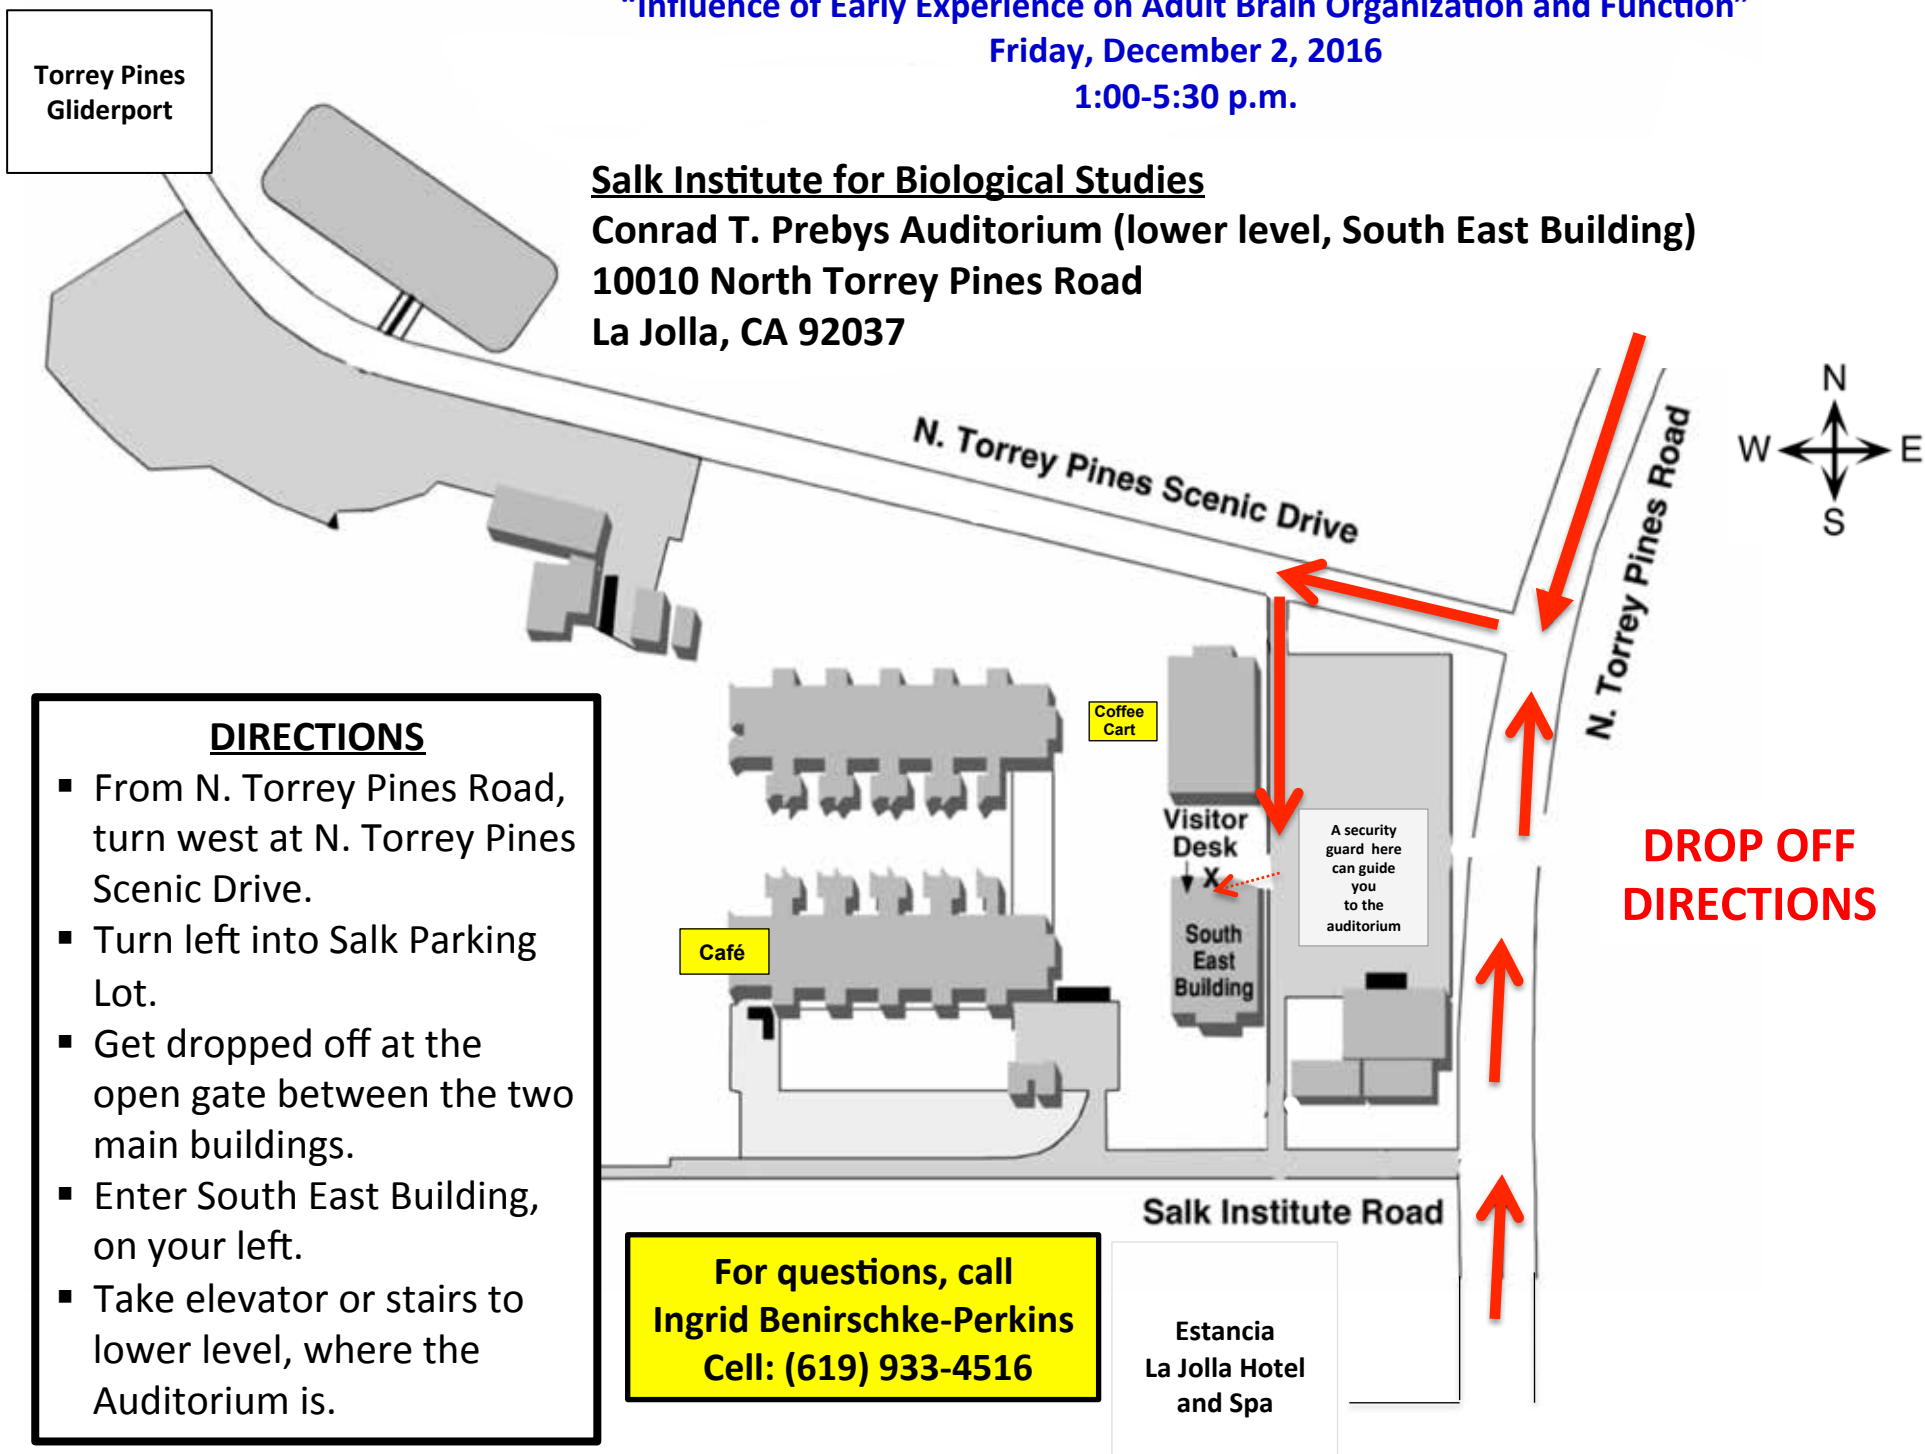 "Influence of Early Experience on Adult Brain Organization and Function"
Friday, December 2, 2016
1:00-5:30 p.m.
Torrey Pines
Gliderport
Salk Institute for Biological Studies
Conrad T. Prebys Auditorium (lower level, South East Building)
10010 North Torrey Pines Road
La Jolla, CA 92037
N. Torrey Pines Scenic Drive
N. Torrey Pines Road
N
W
E
S
Coffee
Cart
Visitor
Desk
X
A security
guard here
can guide
you
to the
auditorium
South
East
Building
Café
DROP OFF
DIRECTIONS
DIRECTIONS
▪ From N. Torrey Pines Road,
turn west at N. Torrey Pines
Scenic Drive.
▪ Turn left into Salk Parking
Lot.
▪ Get dropped off at the
open gate between the two
main buildings.
▪ Enter South East Building,
on your left.
▪ Take elevator or stairs to
lower level, where the
Auditorium is.
Salk Institute Road
For questions, call
Ingrid Benirschke-Perkins
Cell: (619) 933-4516
Estancia
La Jolla Hotel
and Spa